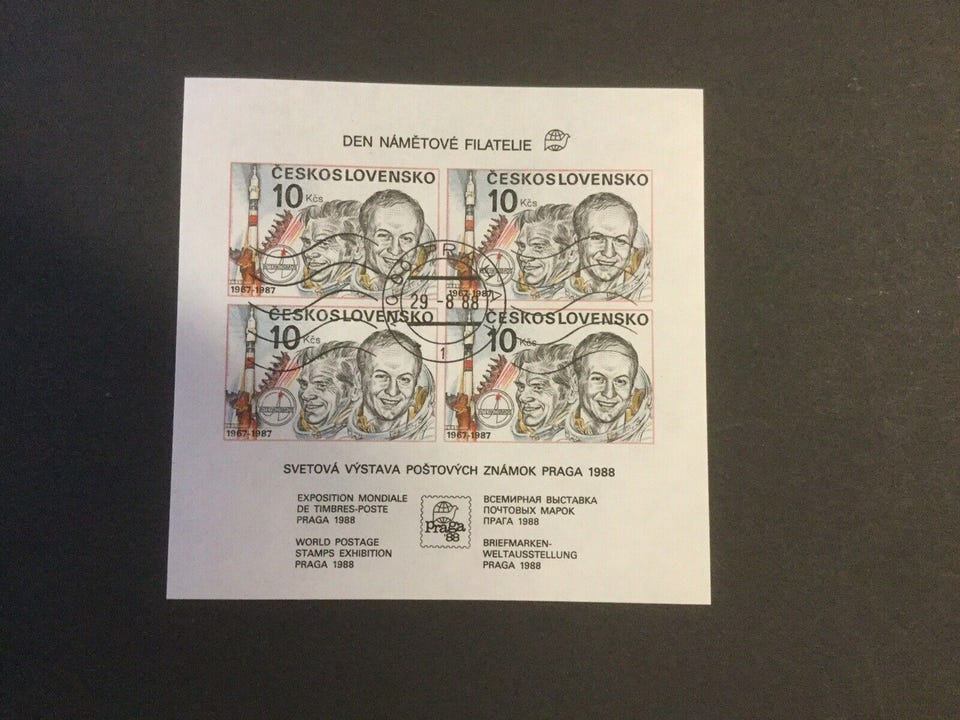 DEN NÁMĚTOVÉ FILATELIE
ČESKOSLOVENSKO
10 Kčs
1967-1987
ČESKOSLOVENSKO
10 Kčs
1967-1987
PRAHA
29 -8 88
1
ČESKOSLOVENSKO
10 Kčs
1967-1987
ČESKOSLOVENSKO
10 Kčs
1967-1987
SVETOVÁ VÝSTAVA POŠTOVÝCH ZNÁMOK PRAGA 1988
EXPOSITION MONDIALE
DE TIMBRES-POSTE
PRAGA 1988
WORLD POSTAGE
STAMPS EXHIBITION
PRAGA 1988
praga
'88
ВСЕМИРНАЯ ВЫСТАВКА
ПОЧТОВЫХ МАРОК
ПРАГА 1988
BRIEFMARKEN-
WELTAUSSTELLUNG
PRAGA 1988